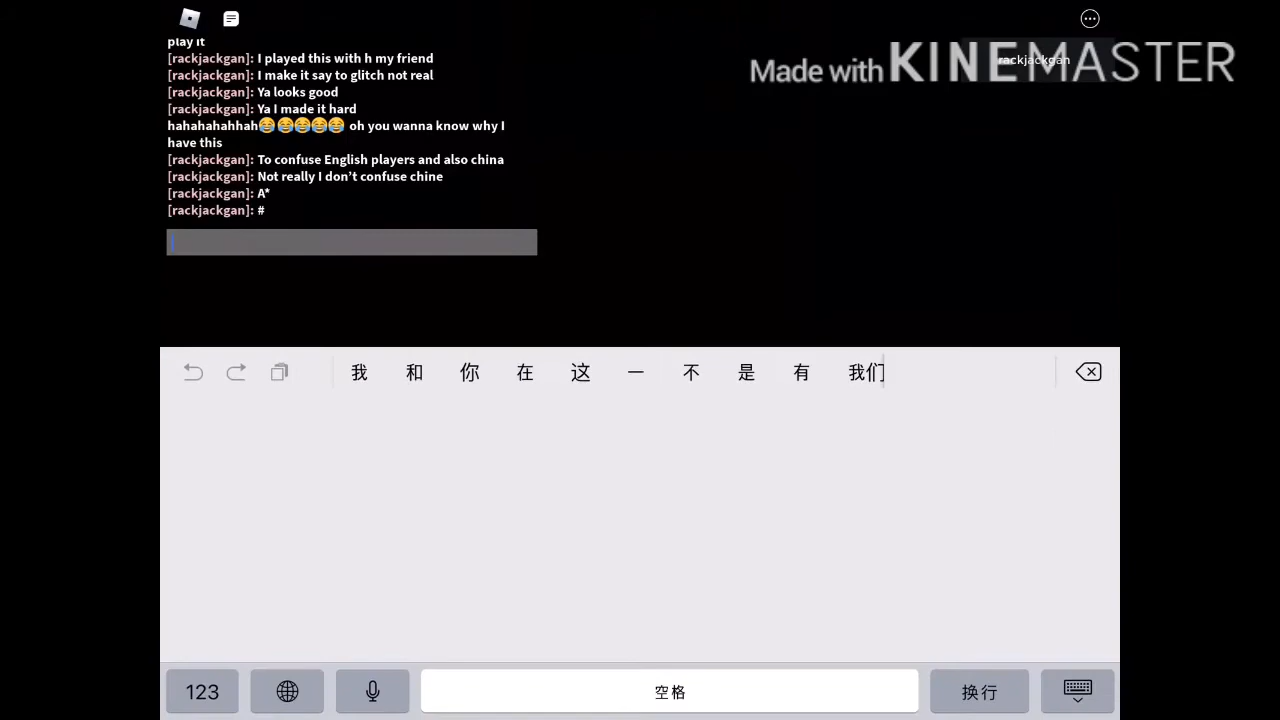 play it
[rackjackgan]: I played this with h my friend
[rackjackgan]: I make it say to glitch not real
[rackjackgan]: Ya looks good
[rackjackgan]: Ya I made it hard
hahahahahhah😂😂😂😂😂 oh you wanna know why I
have this
[rackjackgan]: To confuse English players and also china
[rackjackgan]: Not really I don’t confuse chine
[rackjackgan]: A*
[rackjackgan]: #
Made with KINEMASTER
rackjackgan
我 和 你 在 这 一 不 是 有 我们
123 空格 换行